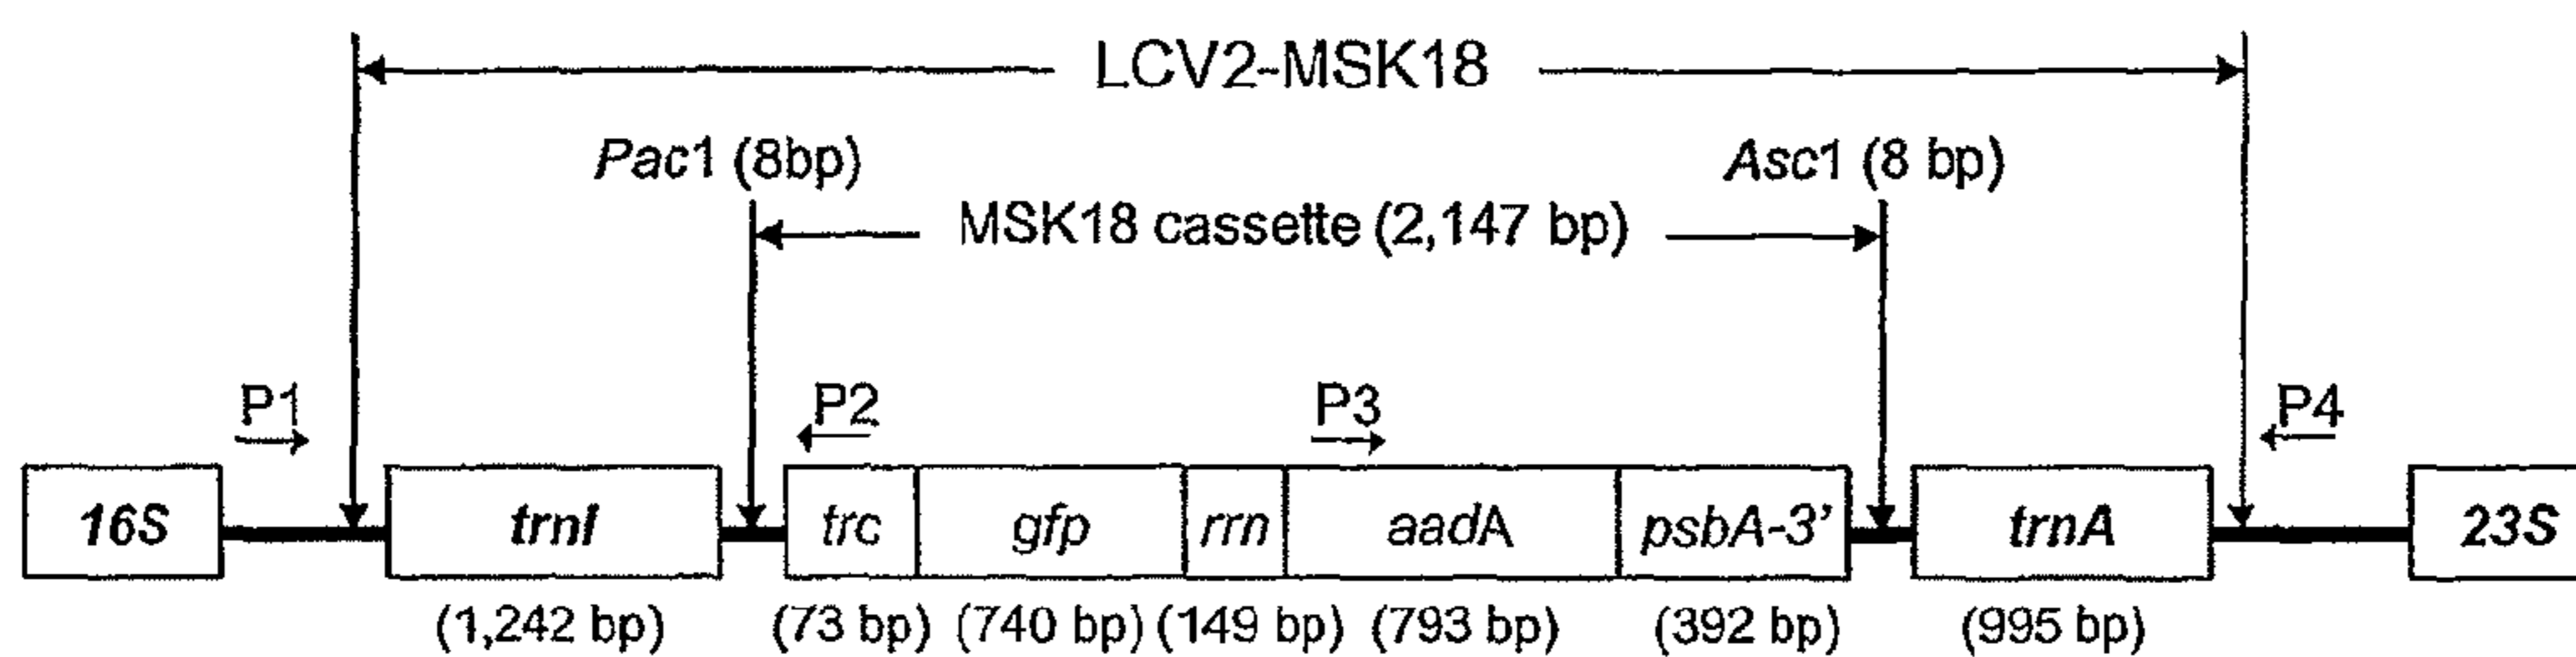 LCV2-MSK18
Pac1 (8bp) Asc1 (8 bp)
MSK18 cassette (2,147 bp)
P1 P2 P3 P4
16S trnI trc gfp rrn aadA psbA-3' trnA 23S
(1,242 bp) (73 bp) (740 bp) (149 bp) (793 bp) (392 bp) (995 bp)